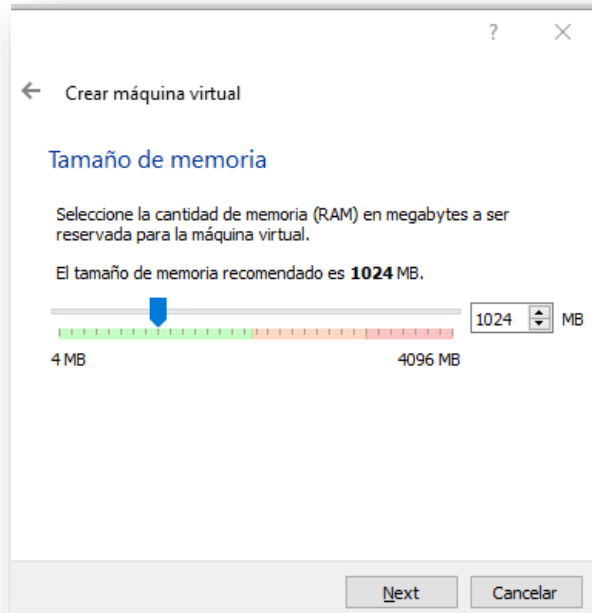 ?
Crear máquina virtual
Tamaño de memoria
Seleccione la cantidad de memoria (RAM) en megabytes a ser
reservada para la máquina virtual.
El tamaño de memoria recomendado es 1024 MB.
1024 MB
4 MB 4096 MB
Next Cancelar